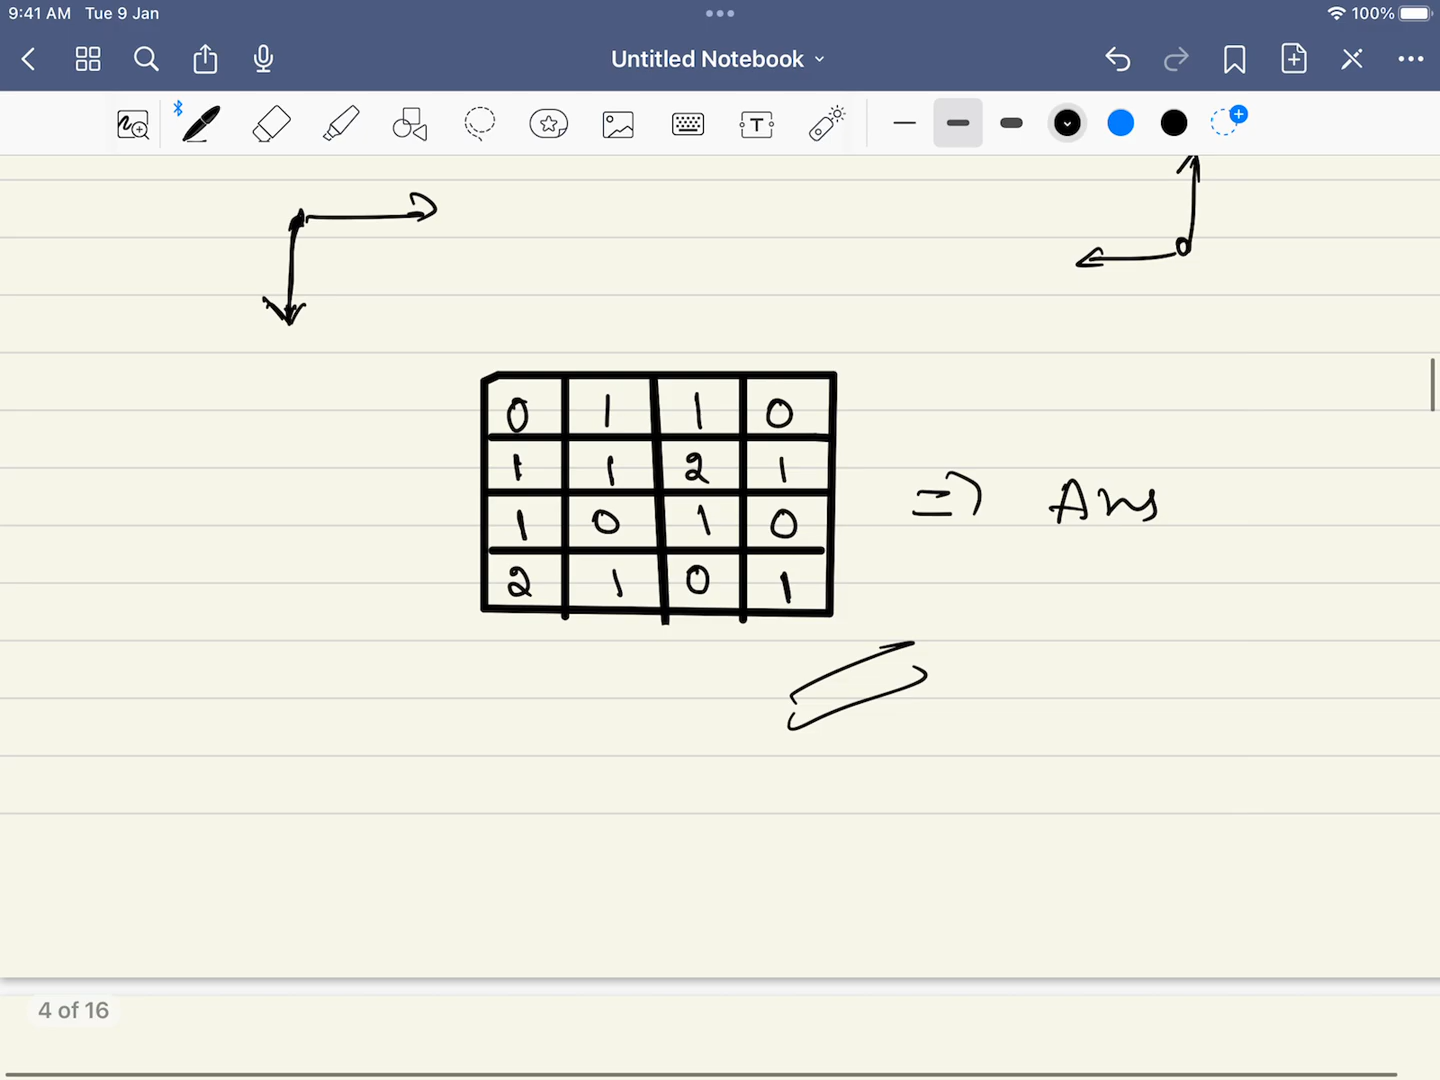 9:41 AM Tue 9 Jan 100%
Untitled Notebook
T
0 1 1 0
1 1 2 1
1 0 1 0
2 1 0 1
=> Ans
4 of 16